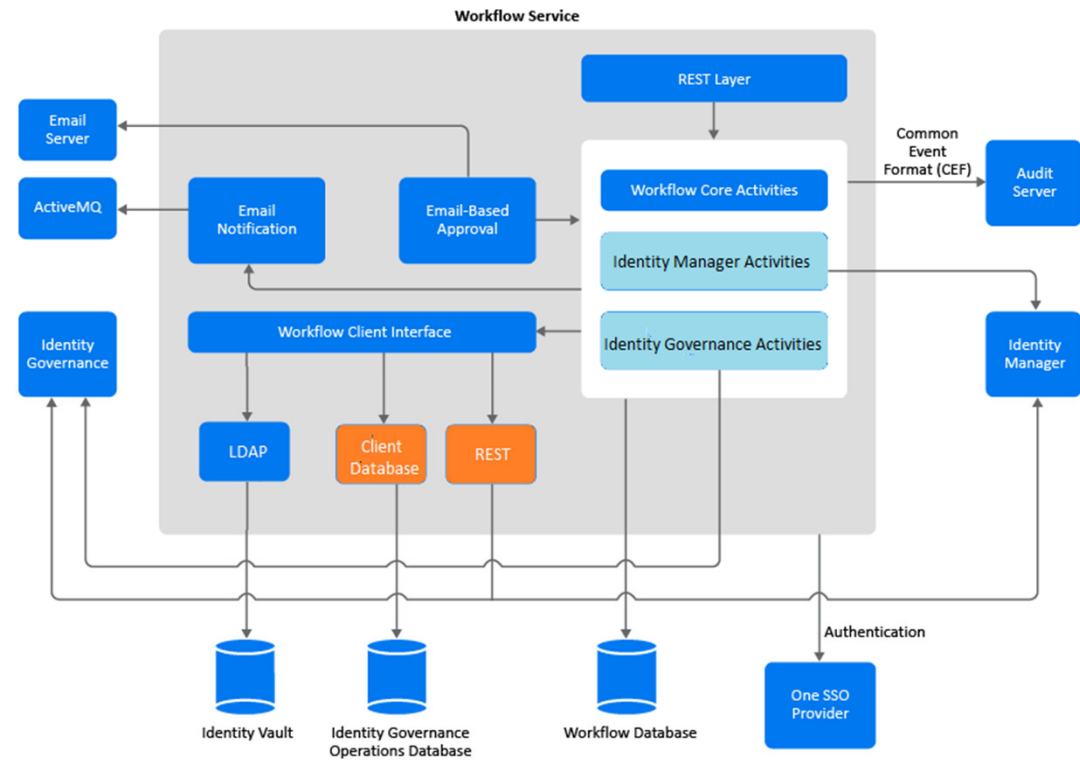 Workflow Service
REST Layer
Email
Server
Common
Event
Format (CEF)
Workflow Core Activities
Audit
Server
ActiveMQ
Email
Notification
Email-Based
Approval
Identity Manager Activities
Workflow Client Interface
Identity Governance Activities
Identity
Governance
Identity
Manager
LDAP
Client
Database
REST
Authentication
Identity Vault
Identity Governance
Operations Database
Workflow Database
One SSO
Provider